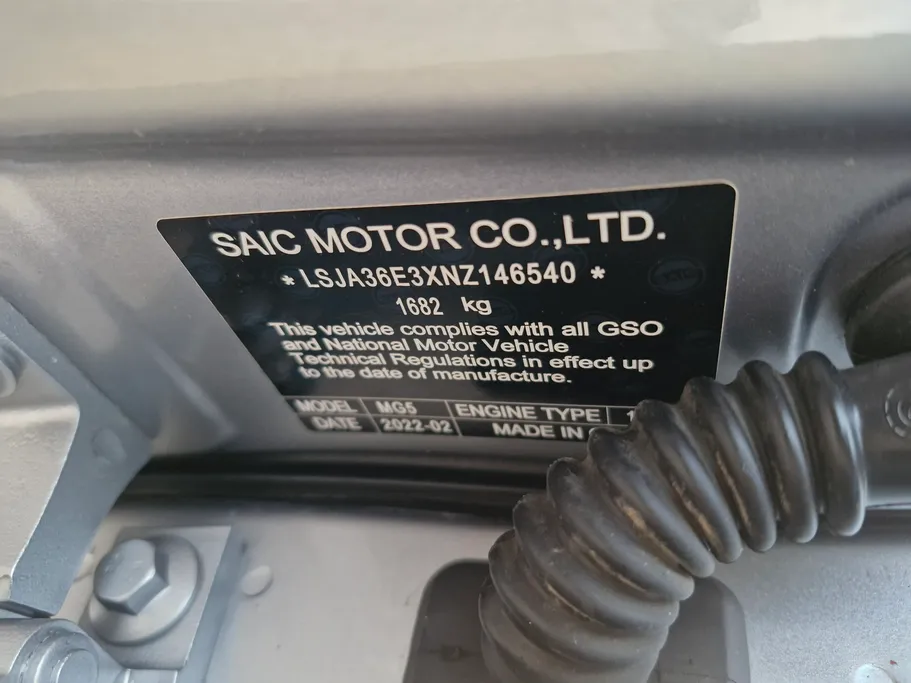 SAIC MOTOR CO.,LTD.
* LSJA36E3XNZ146540 *
1682 kg
This vehicle complies with all GSO
and National Motor Vehicle
Technical Regulations in effect up
to the date of manufacture.
MODEL MG5 ENGINE TYPE 1
DATE 2022-02 MADE IN